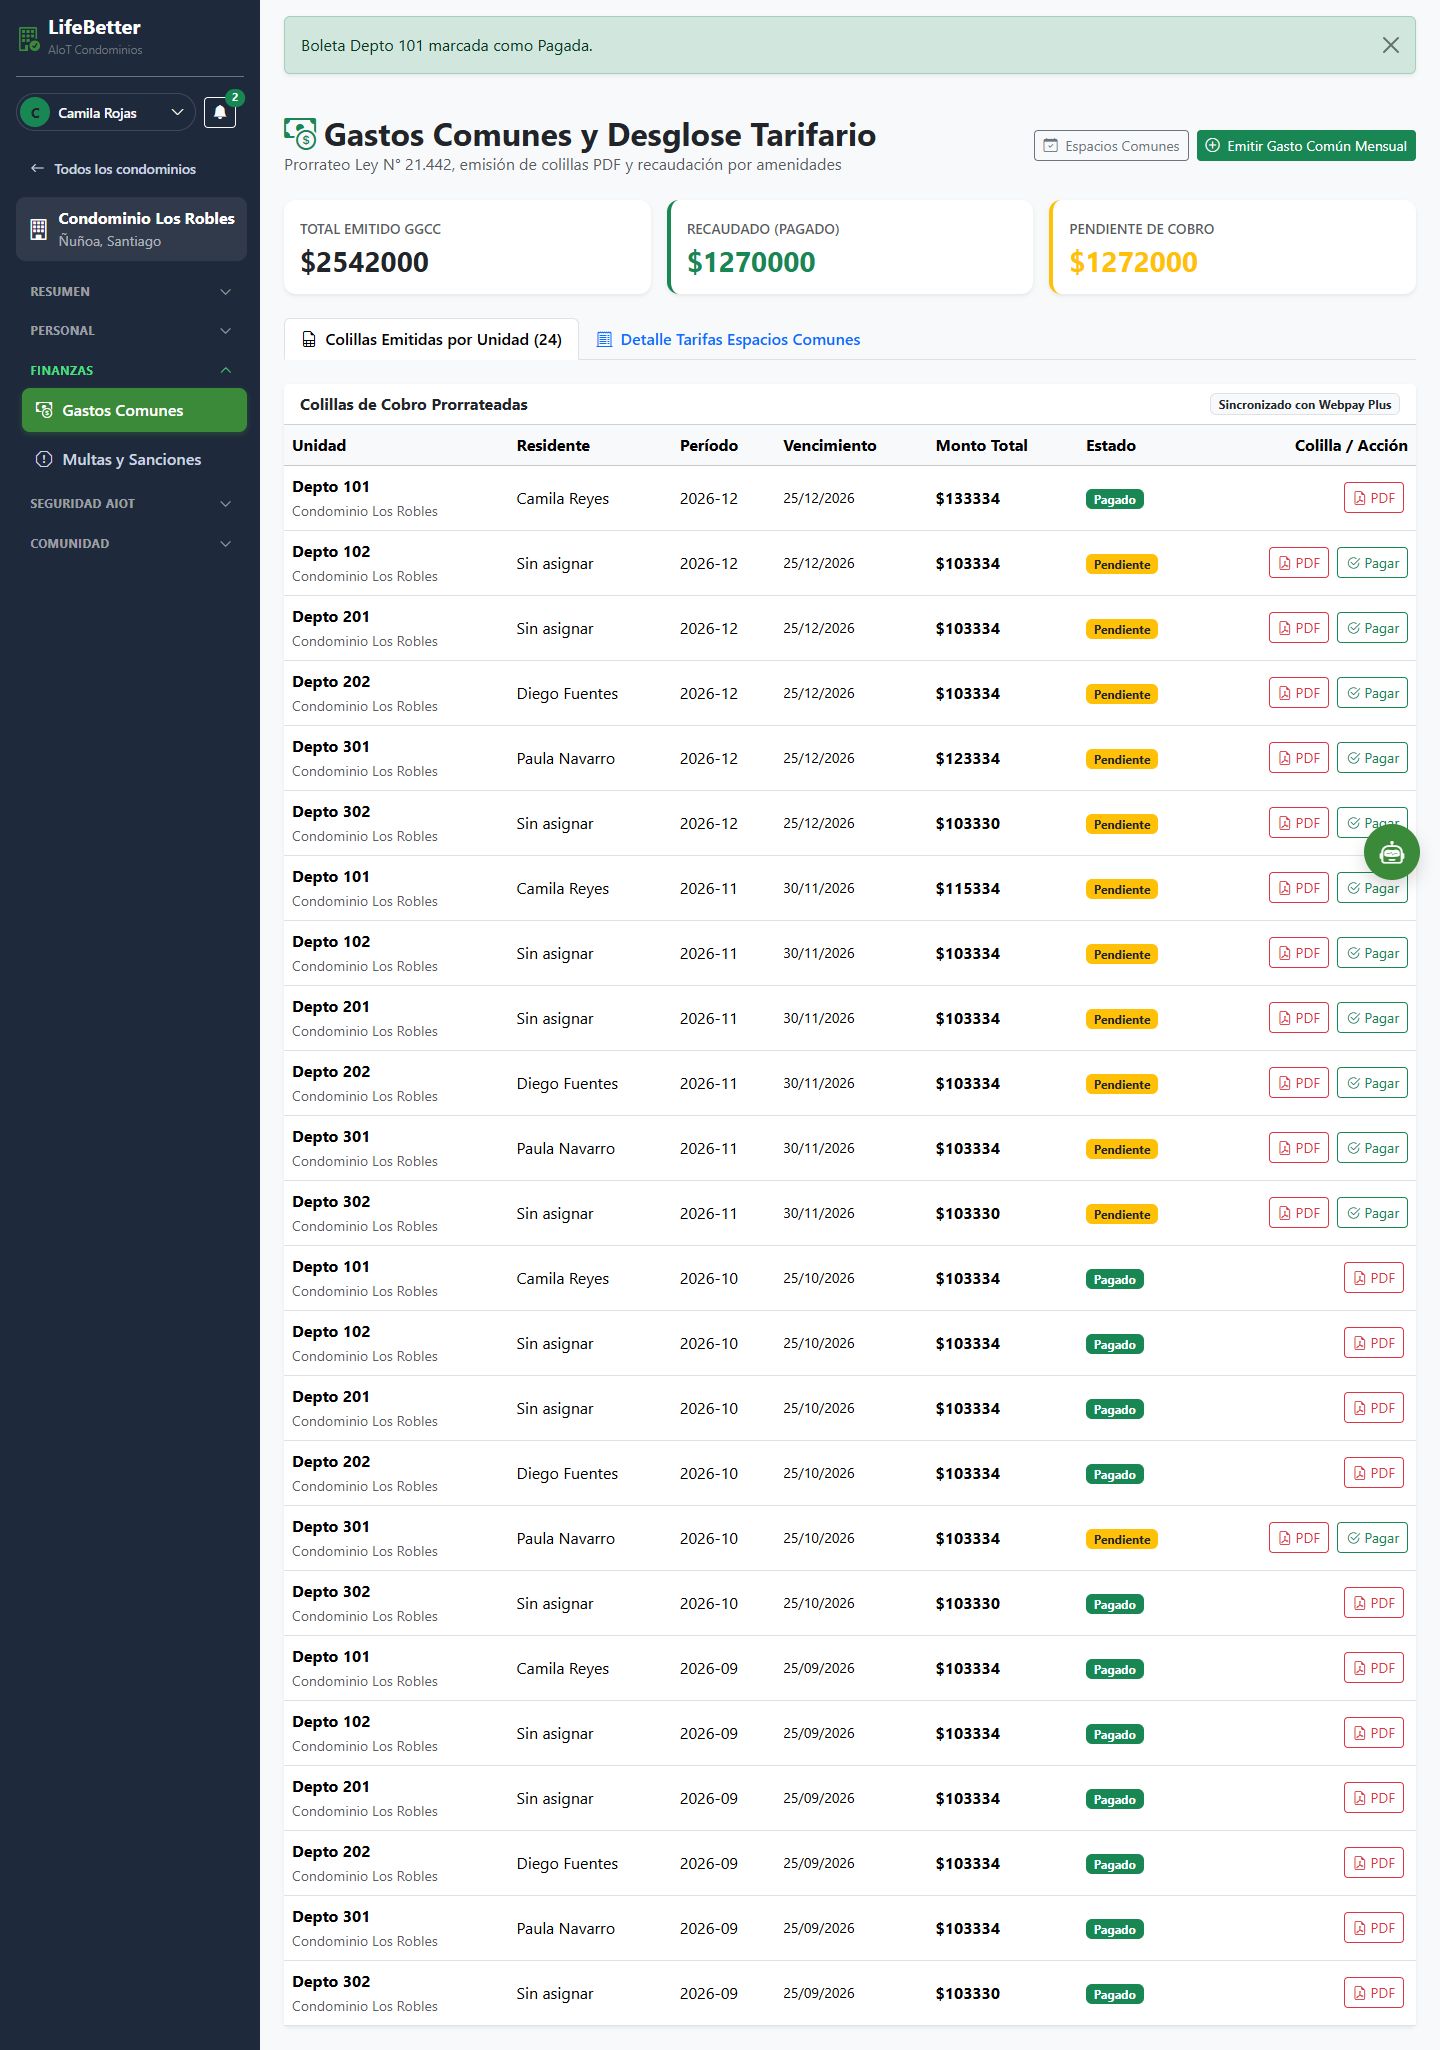 LifeBetter
AIoT Condominios
C Camila Rojas 2
Todos los condominios
Condominio Los Robles
Ñuñoa, Santiago
RESUMEN
PERSONAL
FINANZAS
Gastos Comunes
Multas y Sanciones
SEGURIDAD AIOT
COMUNIDAD
Boleta Depto 101 marcada como Pagada.
Gastos Comunes y Desglose Tarifario
Prorrateo Ley N° 21.442, emisión de colillas PDF y recaudación por amenidades
Espacios Comunes
Emitir Gasto Común Mensual
TOTAL EMITIDO GGCC
$2542000
RECAUDADO (PAGADO)
$1270000
PENDIENTE DE COBRO
$1272000
Colillas Emitidas por Unidad (24)
Detalle Tarifas Espacios Comunes
Colillas de Cobro Prorrateadas
Sincronizado con Webpay Plus
Unidad Residente Período Vencimiento Monto Total Estado Colilla / Acción
Depto 101
Condominio Los Robles
Camila Reyes 2026-12 25/12/2026 $133334 Pagado PDF
Depto 102
Condominio Los Robles
Sin asignar 2026-12 25/12/2026 $103334 Pendiente PDF Pagar
Depto 201
Condominio Los Robles
Sin asignar 2026-12 25/12/2026 $103334 Pendiente PDF Pagar
Depto 202
Condominio Los Robles
Diego Fuentes 2026-12 25/12/2026 $103334 Pendiente PDF Pagar
Depto 301
Condominio Los Robles
Paula Navarro 2026-12 25/12/2026 $123334 Pendiente PDF Pagar
Depto 302
Condominio Los Robles
Sin asignar 2026-12 25/12/2026 $103330 Pendiente PDF Pagar
Depto 101
Condominio Los Robles
Camila Reyes 2026-11 30/11/2026 $115334 Pendiente PDF Pagar
Depto 102
Condominio Los Robles
Sin asignar 2026-11 30/11/2026 $103334 Pendiente PDF Pagar
Depto 201
Condominio Los Robles
Sin asignar 2026-11 30/11/2026 $103334 Pendiente PDF Pagar
Depto 202
Condominio Los Robles
Diego Fuentes 2026-11 30/11/2026 $103334 Pendiente PDF Pagar
Depto 301
Condominio Los Robles
Paula Navarro 2026-11 30/11/2026 $103334 Pendiente PDF Pagar
Depto 302
Condominio Los Robles
Sin asignar 2026-11 30/11/2026 $103330 Pendiente PDF Pagar
Depto 101
Condominio Los Robles
Camila Reyes 2026-10 25/10/2026 $103334 Pagado PDF
Depto 102
Condominio Los Robles
Sin asignar 2026-10 25/10/2026 $103334 Pagado PDF
Depto 201
Condominio Los Robles
Sin asignar 2026-10 25/10/2026 $103334 Pagado PDF
Depto 202
Condominio Los Robles
Diego Fuentes 2026-10 25/10/2026 $103334 Pagado PDF
Depto 301
Condominio Los Robles
Paula Navarro 2026-10 25/10/2026 $103334 Pendiente PDF Pagar
Depto 302
Condominio Los Robles
Sin asignar 2026-10 25/10/2026 $103330 Pagado PDF
Depto 101
Condominio Los Robles
Camila Reyes 2026-09 25/09/2026 $103334 Pagado PDF
Depto 102
Condominio Los Robles
Sin asignar 2026-09 25/09/2026 $103334 Pagado PDF
Depto 201
Condominio Los Robles
Sin asignar 2026-09 25/09/2026 $103334 Pagado PDF
Depto 202
Condominio Los Robles
Diego Fuentes 2026-09 25/09/2026 $103334 Pagado PDF
Depto 301
Condominio Los Robles
Paula Navarro 2026-09 25/09/2026 $103334 Pagado PDF
Depto 302
Condominio Los Robles
Sin asignar 2026-09 25/09/2026 $103330 Pagado PDF